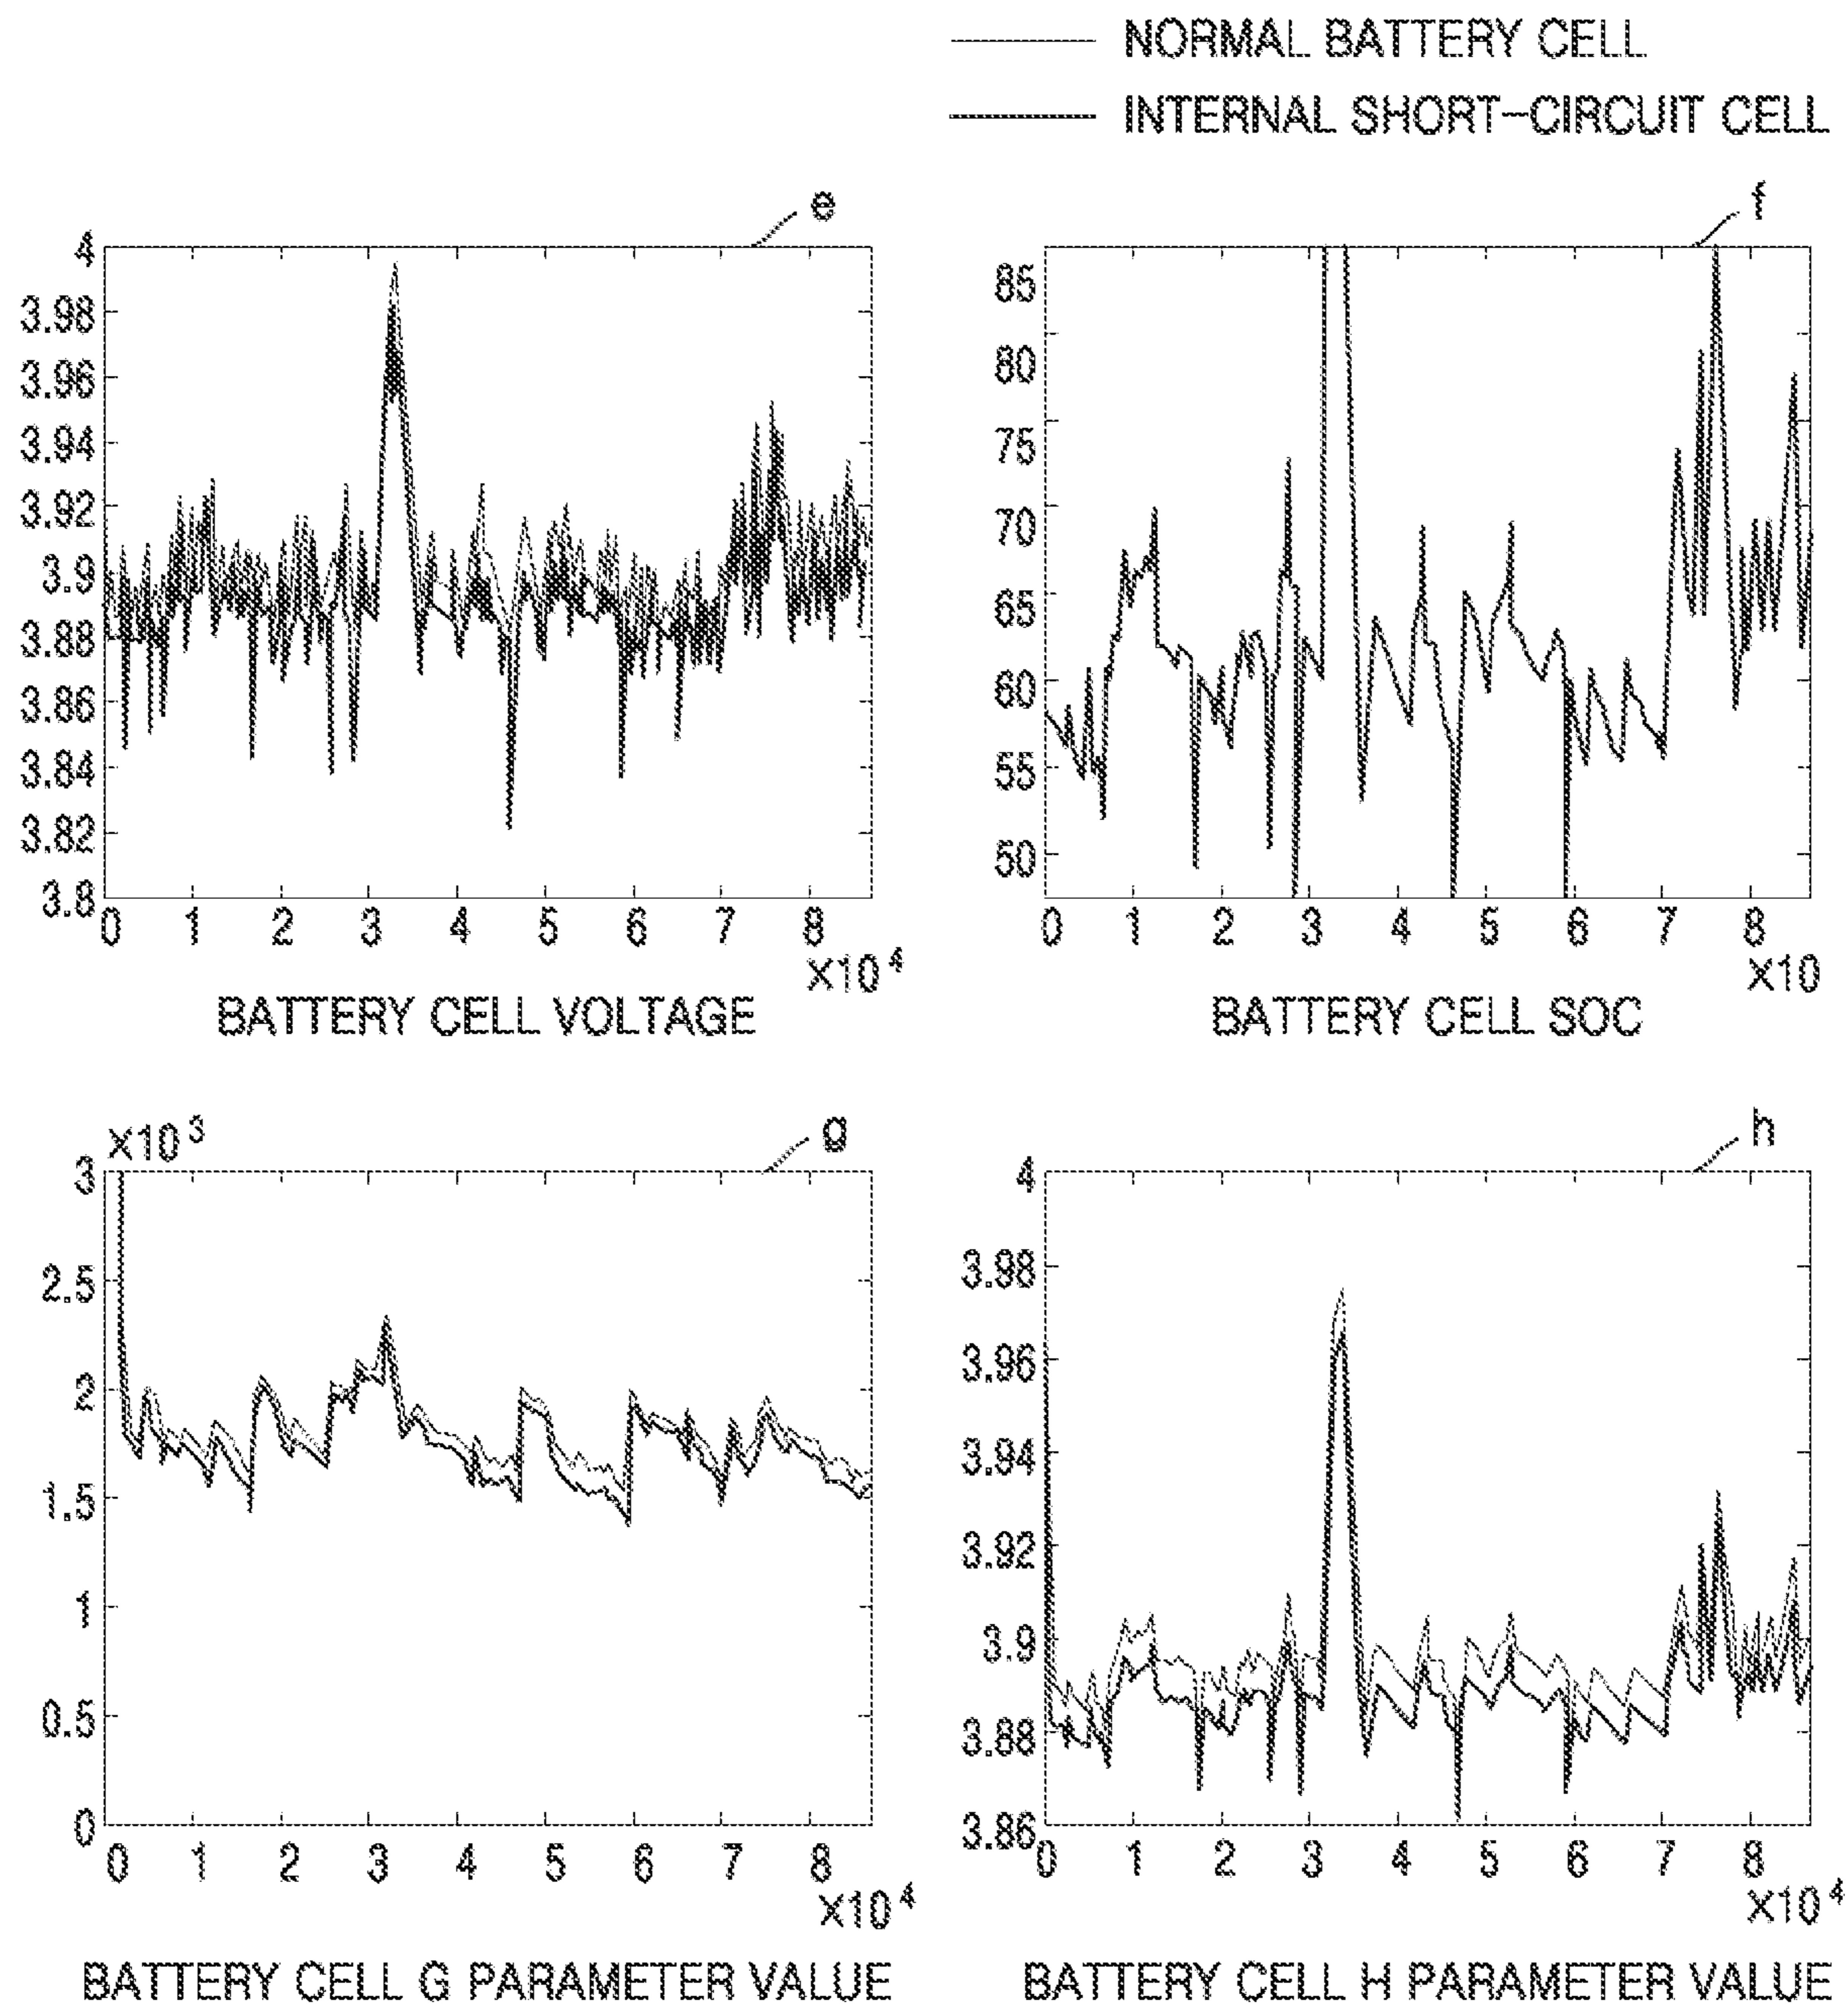 NORMAL BATTERY CELL
INTERNAL SHORT-CIRCUIT CELL
e
4
3.98
3.96
3.94
3.92
3.9
3.88
3.86
3.84
3.82
3.8
0 1 2 3 4 5 6 7 8
X10⁴
BATTERY CELL VOLTAGE
f
85
80
75
70
65
60
55
50
0 1 2 3 4 5 6 7 8
X10
BATTERY CELL SOC
X10³
g
3
2.5
2
1.5
1
0.5
0
0 1 2 3 4 5 6 7 8
X10⁴
BATTERY CELL G PARAMETER VALUE
h
4
3.98
3.96
3.94
3.92
3.9
3.88
3.86
0 1 2 3 4 5 6 7 8
X10⁴
BATTERY CELL H PARAMETER VALUE